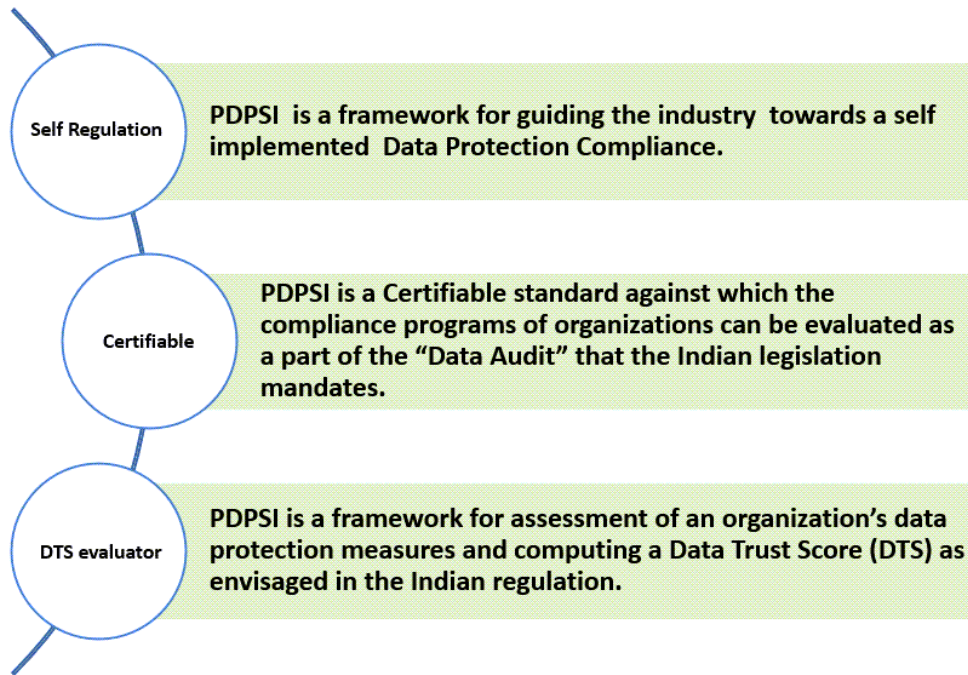 Self Regulation
PDPSI is a framework for guiding the industry towards a self
implemented Data Protection Compliance.
Certifiable
PDPSI is a Certifiable standard against which the
compliance programs of organizations can be evaluated as
a part of the “Data Audit” that the Indian legislation
mandates.
DTS evaluator
PDPSI is a framework for assessment of an organization’s data
protection measures and computing a Data Trust Score (DTS) as
envisaged in the Indian regulation.